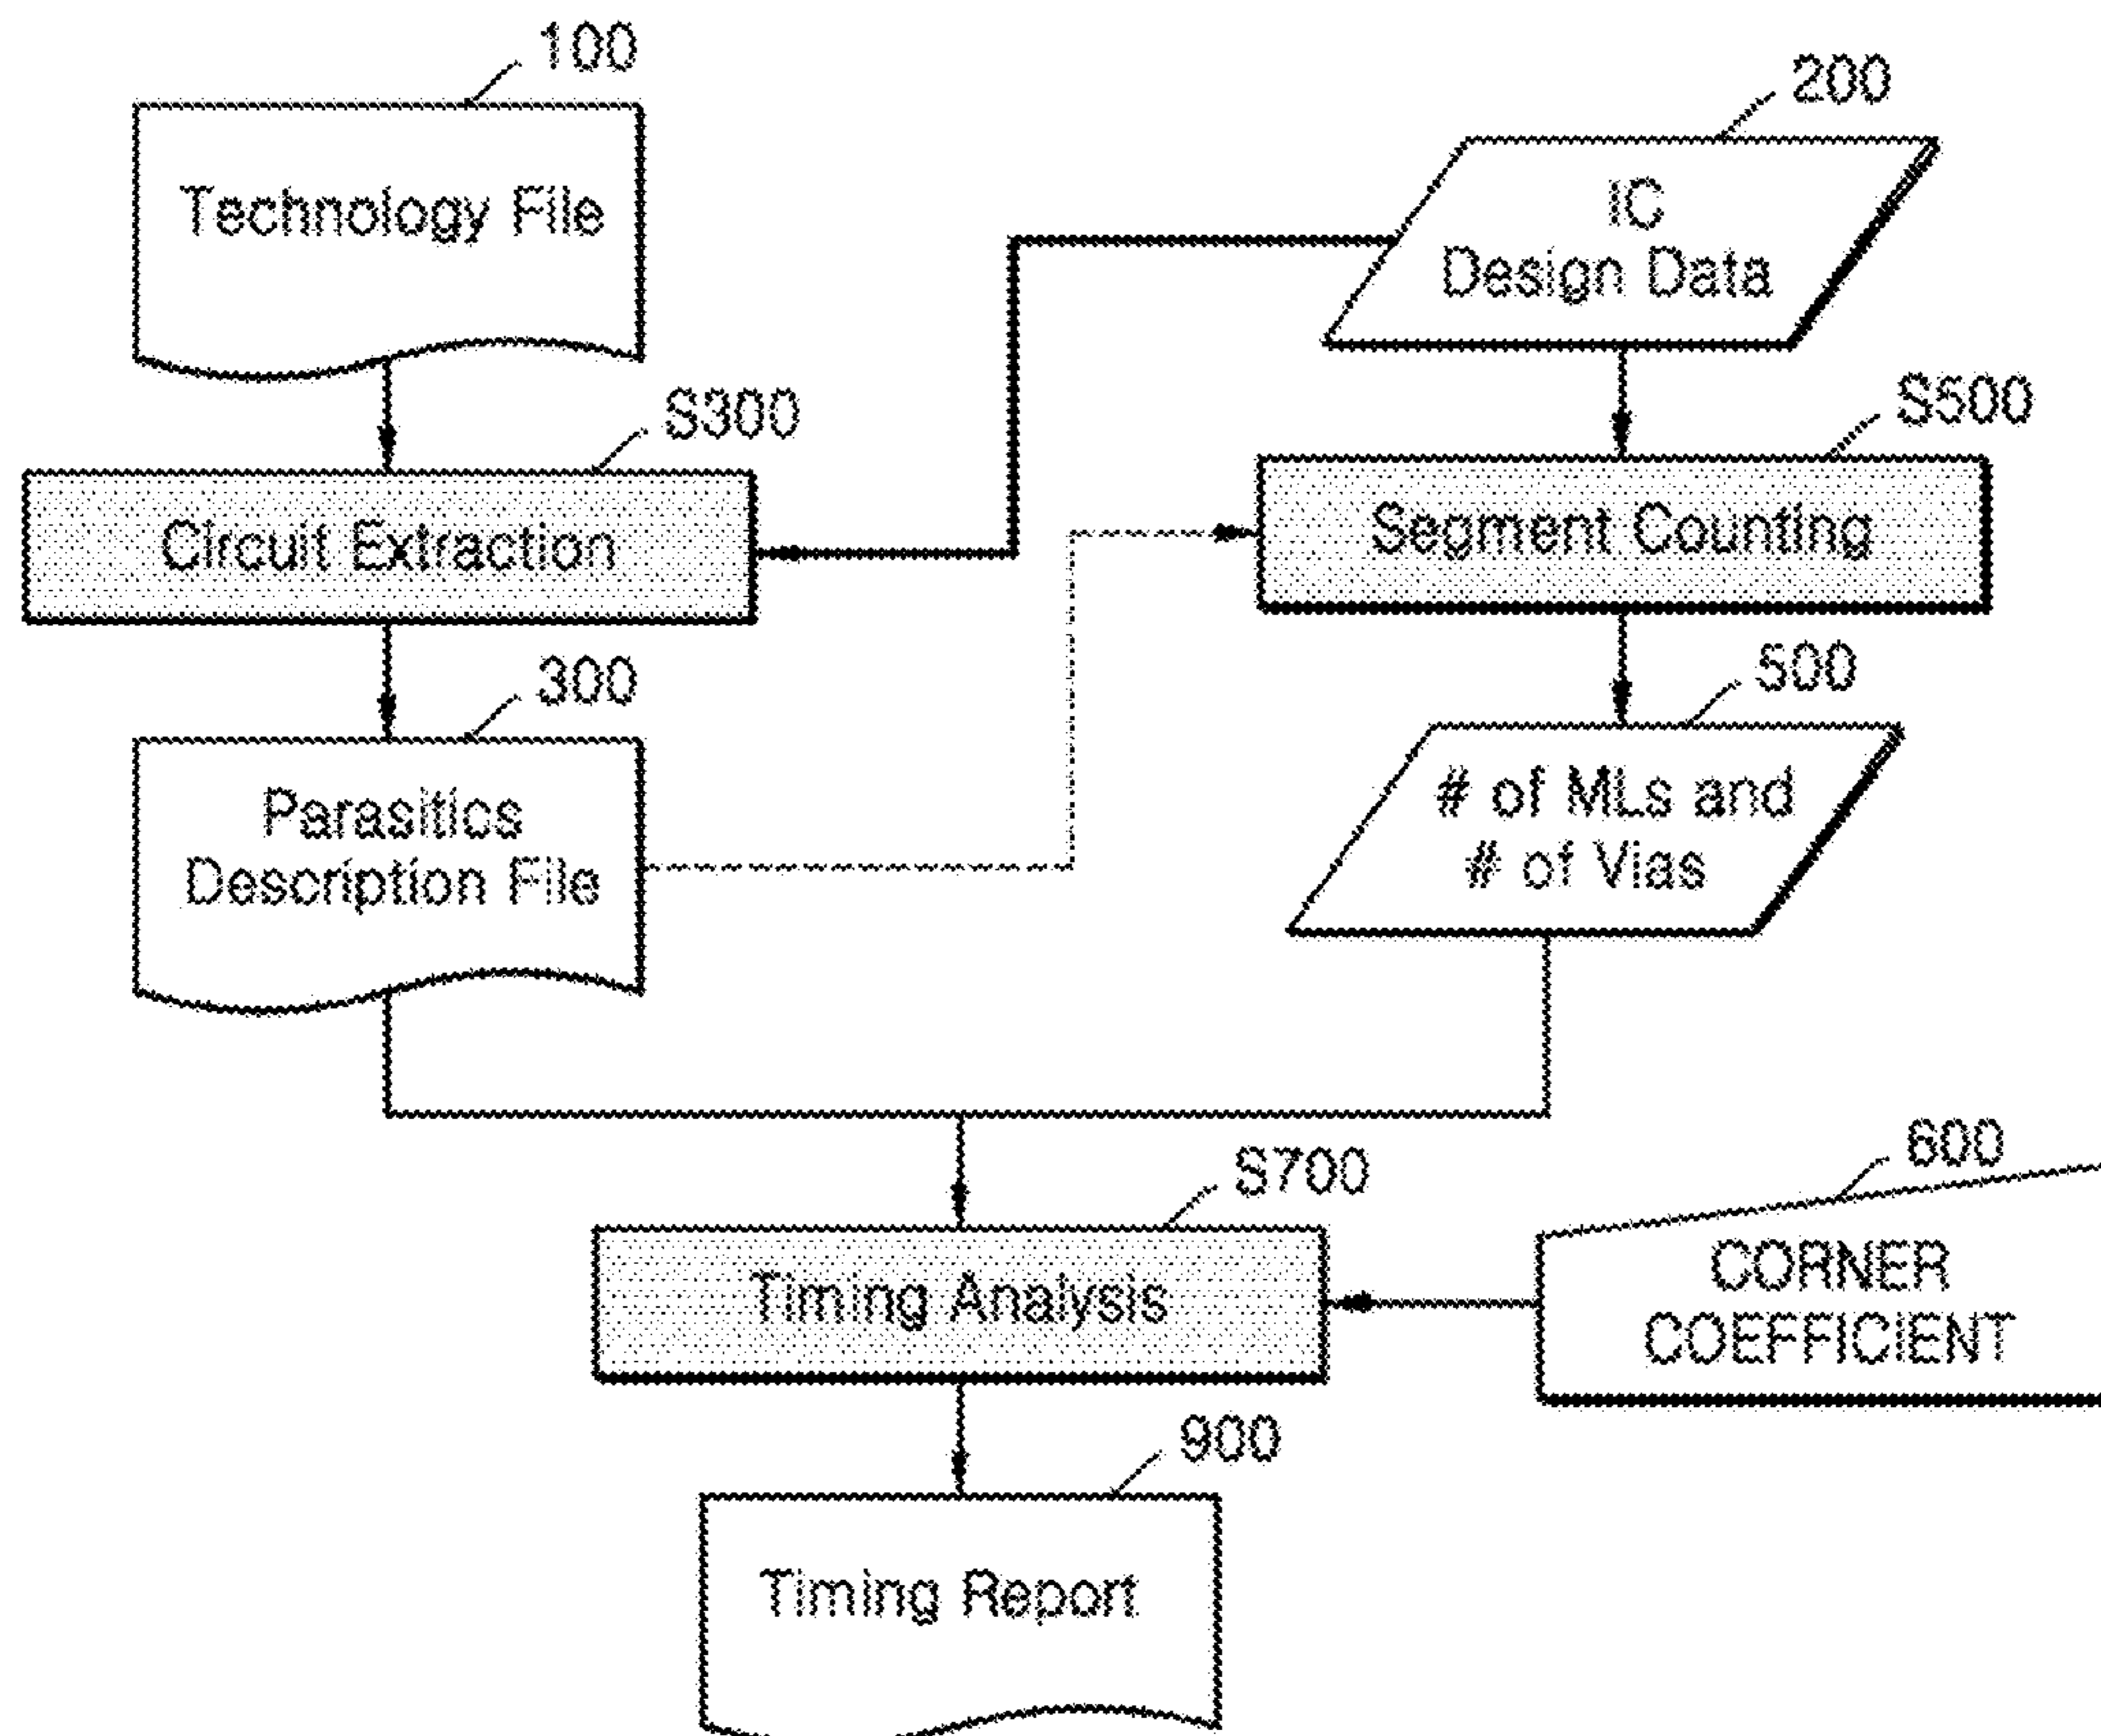 100
Technology File
200
IC
Design Data
S300
Circuit Extraction
S500
Segment Counting
300
Parasitics
Description File
500
# of MLs and
# of Vias
S700
Timing Analysis
600
CORNER
COEFFICIENT
900
Timing Report